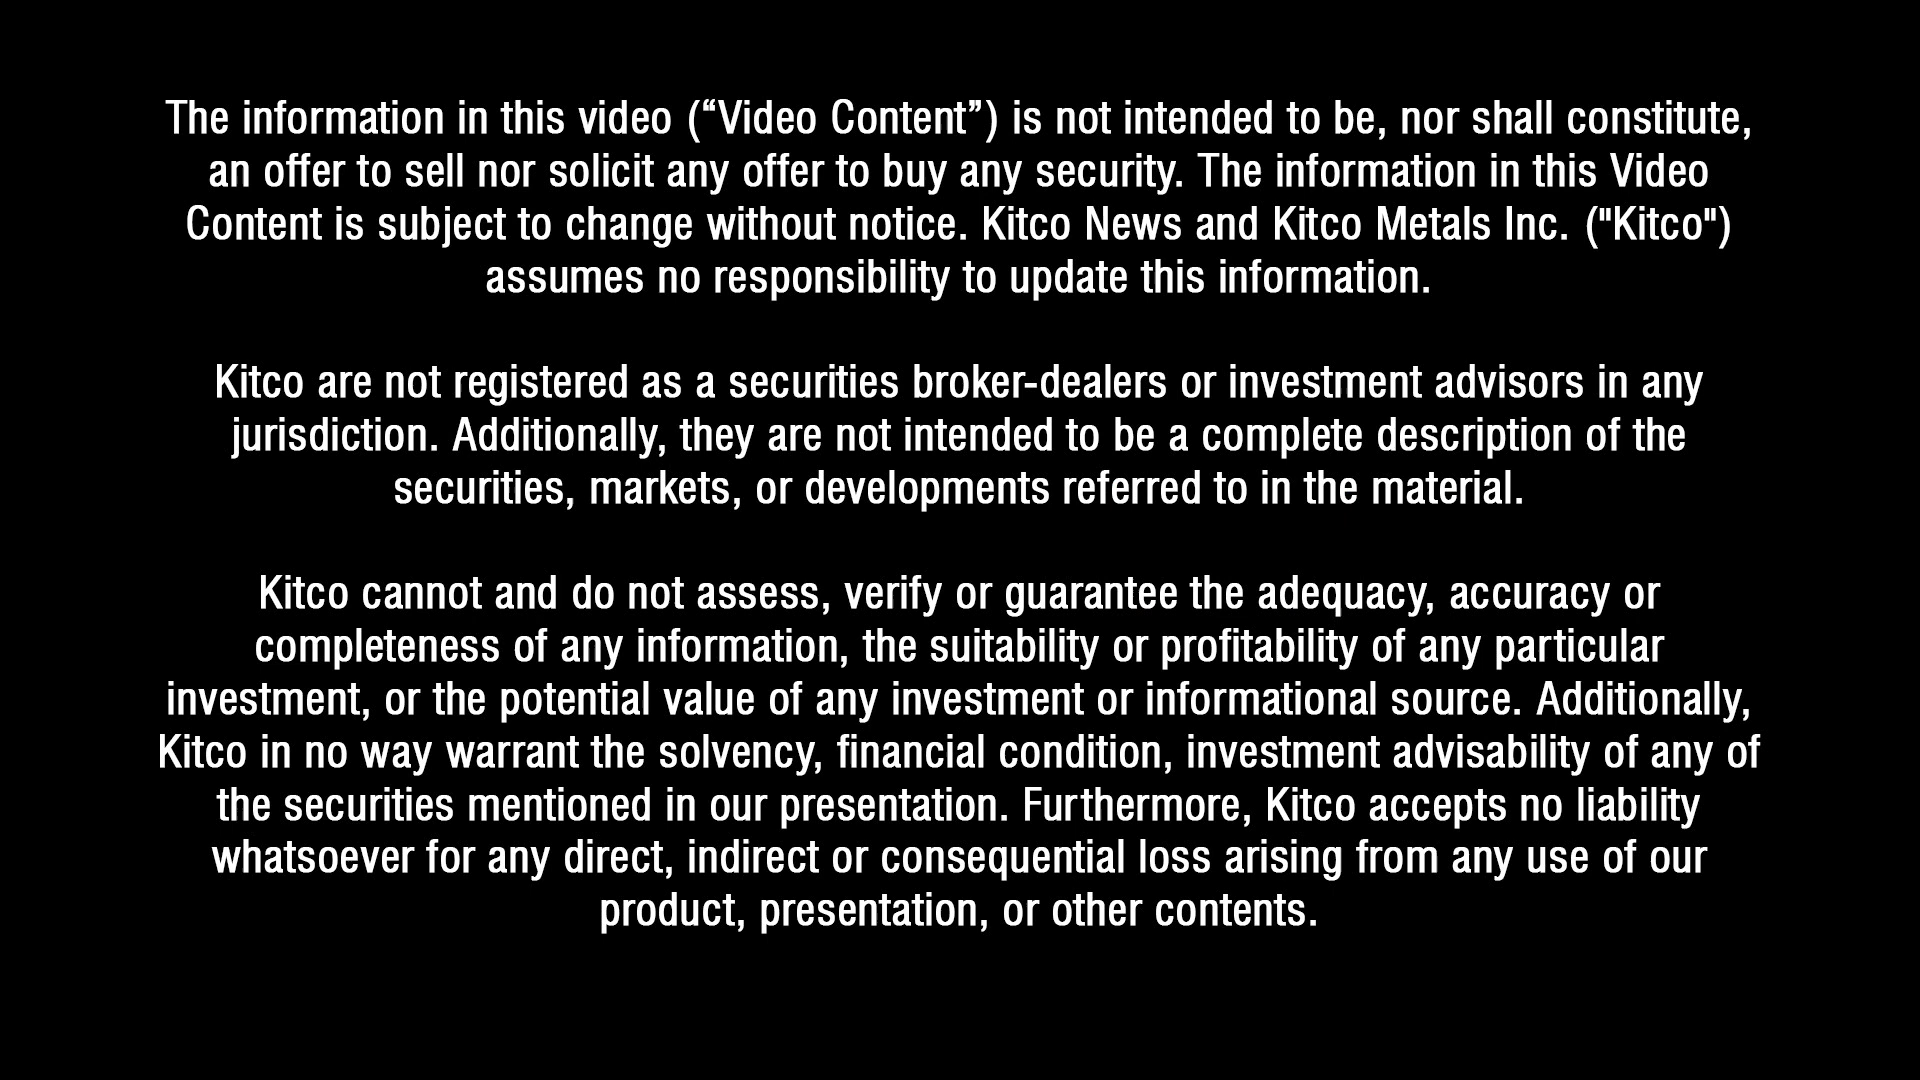 The information in this video (“Video Content”) is not intended to be, nor shall constitute,
an offer to sell nor solicit any offer to buy any security. The information in this Video
Content is subject to change without notice. Kitco News and Kitco Metals Inc. ("Kitco")
assumes no responsibility to update this information.
Kitco are not registered as a securities broker-dealers or investment advisors in any
jurisdiction. Additionally, they are not intended to be a complete description of the
securities, markets, or developments referred to in the material.
Kitco cannot and do not assess, verify or guarantee the adequacy, accuracy or
completeness of any information, the suitability or profitability of any particular
investment, or the potential value of any investment or informational source. Additionally,
Kitco in no way warrant the solvency, financial condition, investment advisability of any of
the securities mentioned in our presentation. Furthermore, Kitco accepts no liability
whatsoever for any direct, indirect or consequential loss arising from any use of our
product, presentation, or other contents.